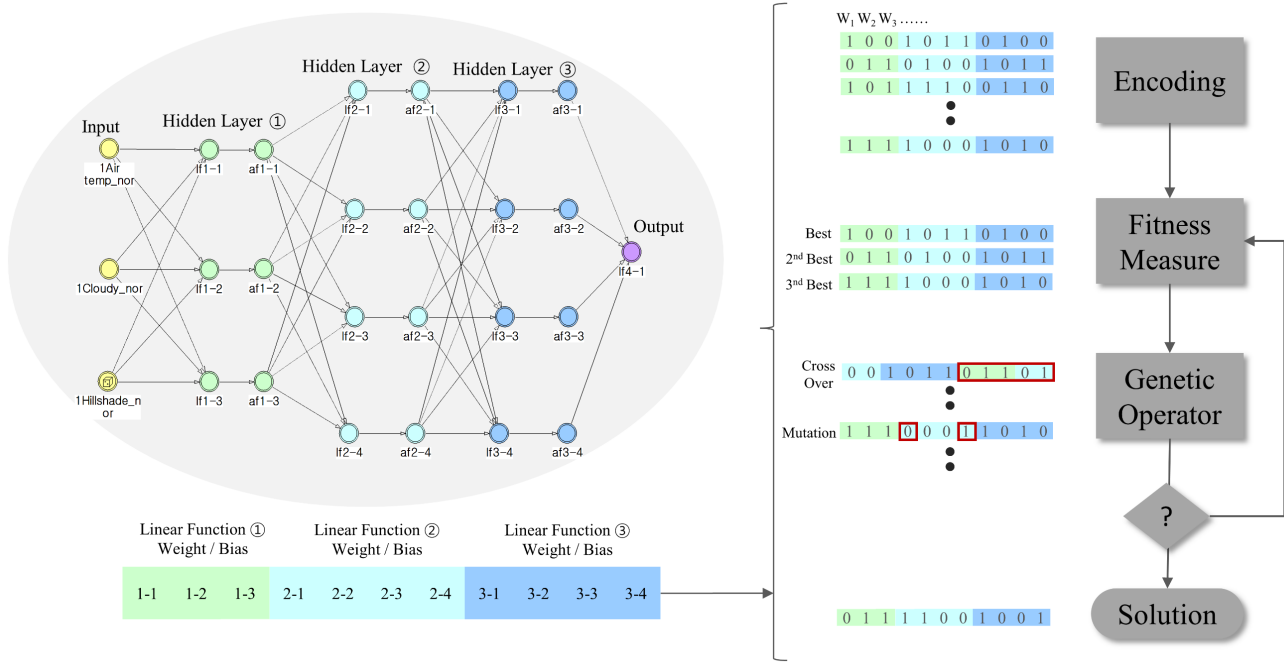 Hidden Layer ②
Hidden Layer ③
lf2-1
af2-1
lf3-1
af3-1
Input
Hidden Layer ①
1Air
temp_nor
lf1-1
af1-1
lf2-2
af2-2
lf3-2
af3-2
Output
lf4-1
1Cloudy_nor
lf1-2
af1-2
lf2-3
af2-3
lf3-3
af3-3
1Hillshade_n
or
lf1-3
af1-3
lf2-4
af2-4
lf3-4
af3-4
Linear Function ①
Weight / Bias
Linear Function ②
Weight / Bias
Linear Function ③
Weight / Bias
1-1 1-2 1-3 2-1 2-2 2-3 2-4 3-1 3-2 3-3 3-4
W1 W2 W3 ......
1 0 0 1 0 1 1 0 1 0 0
0 1 1 0 1 0 0 1 0 1 1
1 0 1 1 1 1 0 0 1 1 0
1 1 1 1 0 0 0 1 0 1 0
Best 1 0 0 1 0 1 1 0 1 0 0
2nd Best 0 1 1 0 1 0 0 1 0 1 1
3nd Best 1 1 1 1 0 0 0 1 0 1 0
Cross
Over
0 0 1 0 1 1 0 1 1 0 1
Mutation 1 1 1 0 0 0 1 1 0 1 0
0 1 1 1 1 0 0 1 0 0 1
Encoding
Fitness
Measure
Genetic
Operator
?
Solution